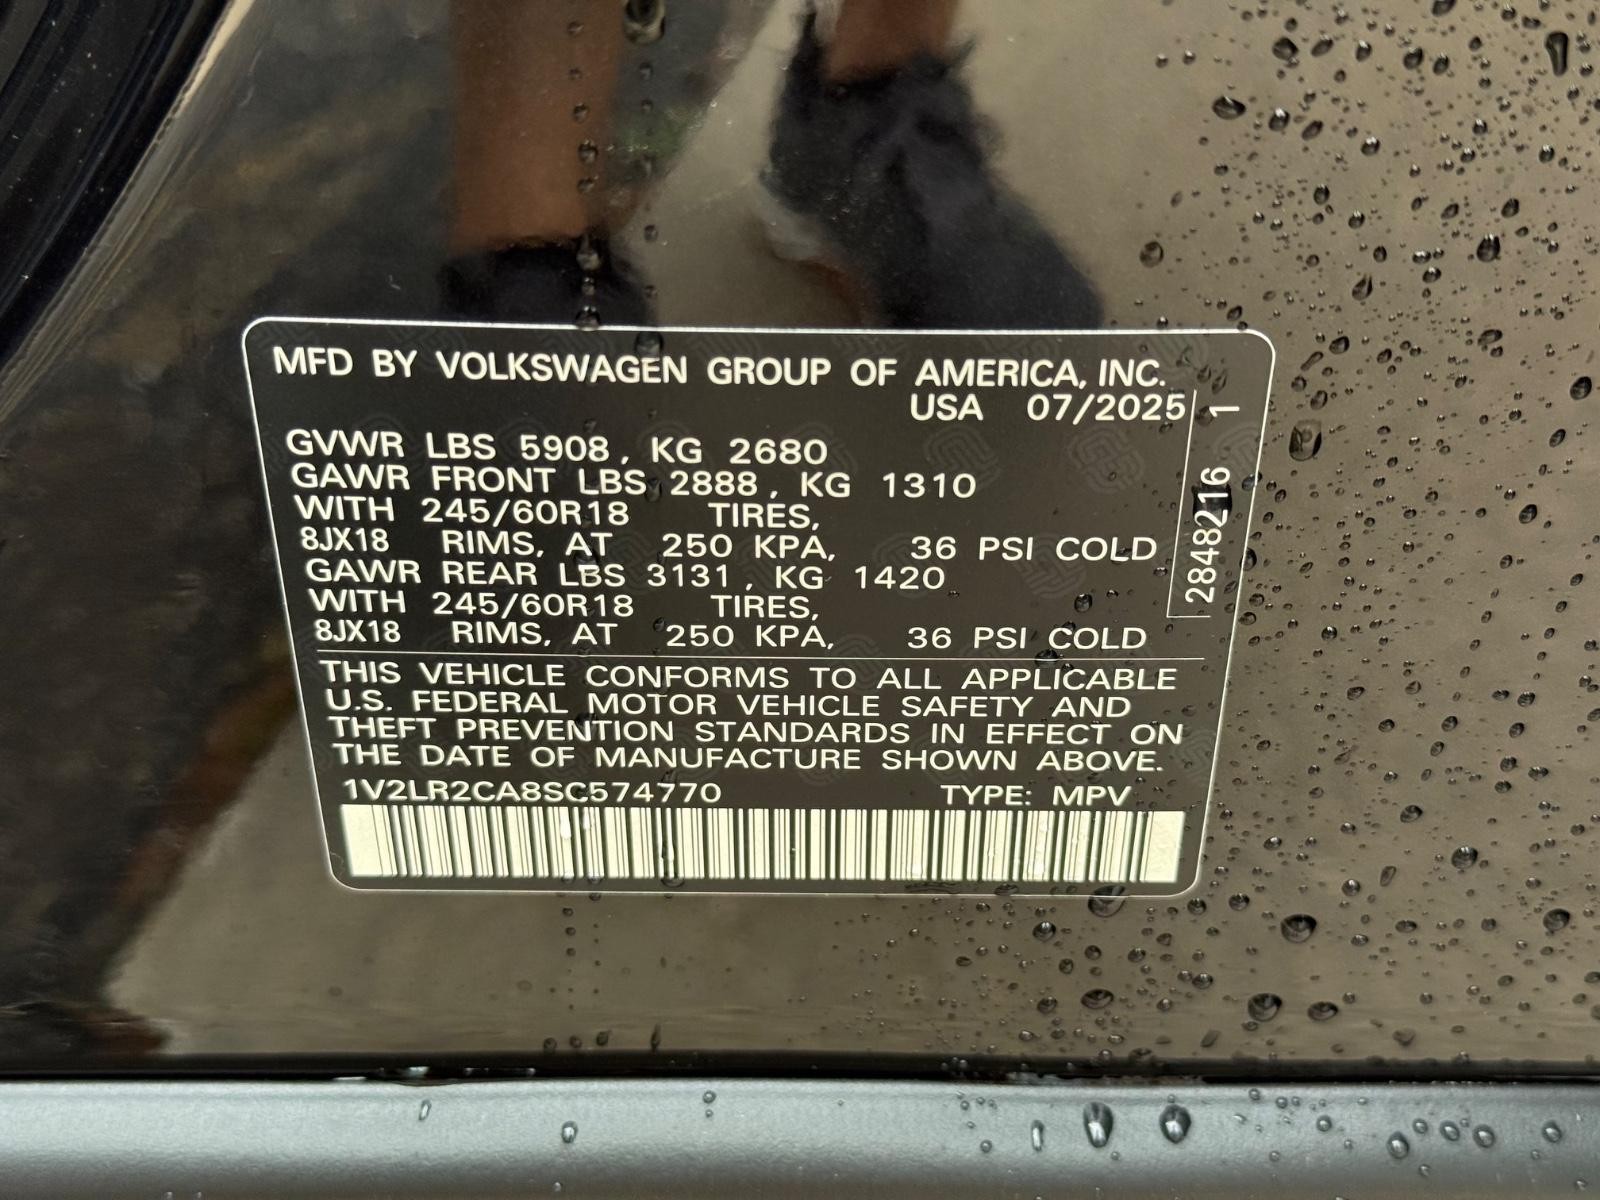 MFD BY VOLKSWAGEN GROUP OF AMERICA, INC.
USA 07/2025
GVWR LBS 5908, KG 2680
GAWR FRONT LBS 2888, KG 1310
WITH 245/60R18 TIRES,
8JX18 RIMS, AT 250 KPA, 36 PSI COLD
GAWR REAR LBS 3131, KG 1420
WITH 245/60R18 TIRES,
8JX18 RIMS, AT 250 KPA, 36 PSI COLD
THIS VEHICLE CONFORMS TO ALL APPLICABLE
U.S. FEDERAL MOTOR VEHICLE SAFETY AND
THEFT PREVENTION STANDARDS IN EFFECT ON
THE DATE OF MANUFACTURE SHOWN ABOVE.
1V2LR2CA8SC574770 TYPE: MPV
2848216 1